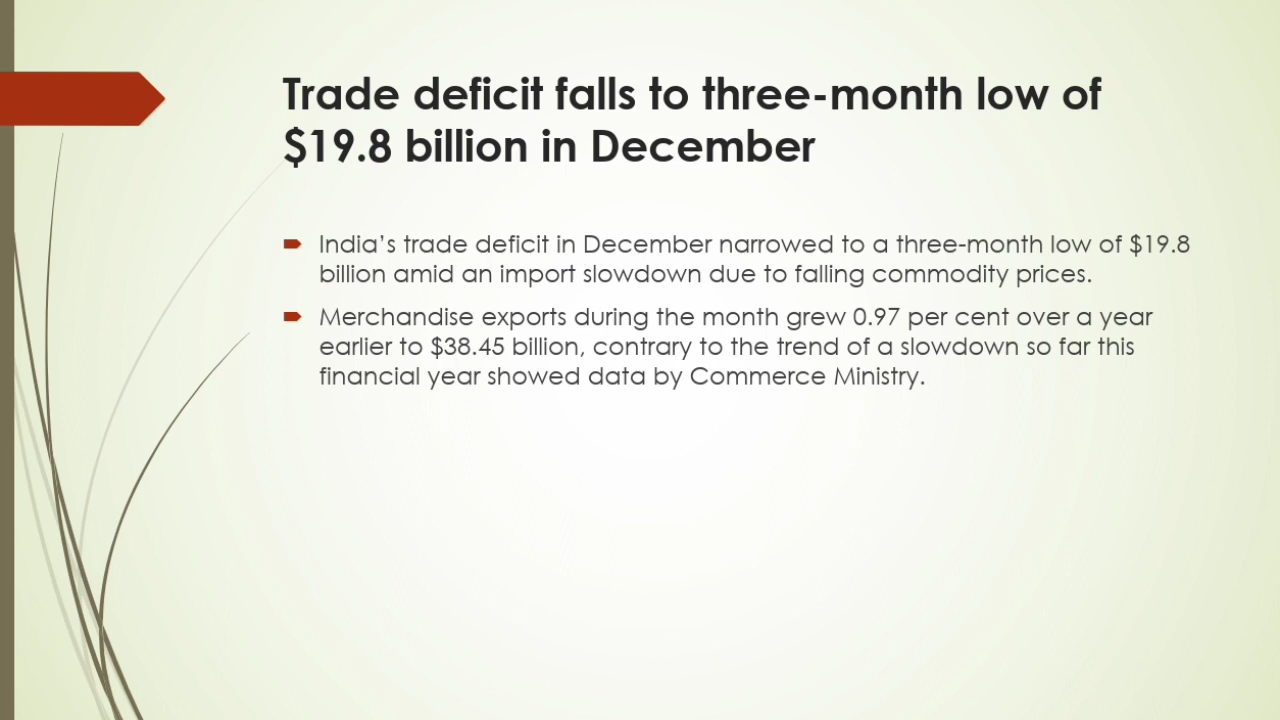 Trade deficit falls to three-month low of
$19.8 billion in December
India’s trade deficit in December narrowed to a three-month low of $19.8
billion amid an import slowdown due to falling commodity prices.
Merchandise exports during the month grew 0.97 per cent over a year
earlier to $38.45 billion, contrary to the trend of a slowdown so far this
financial year showed data by Commerce Ministry.